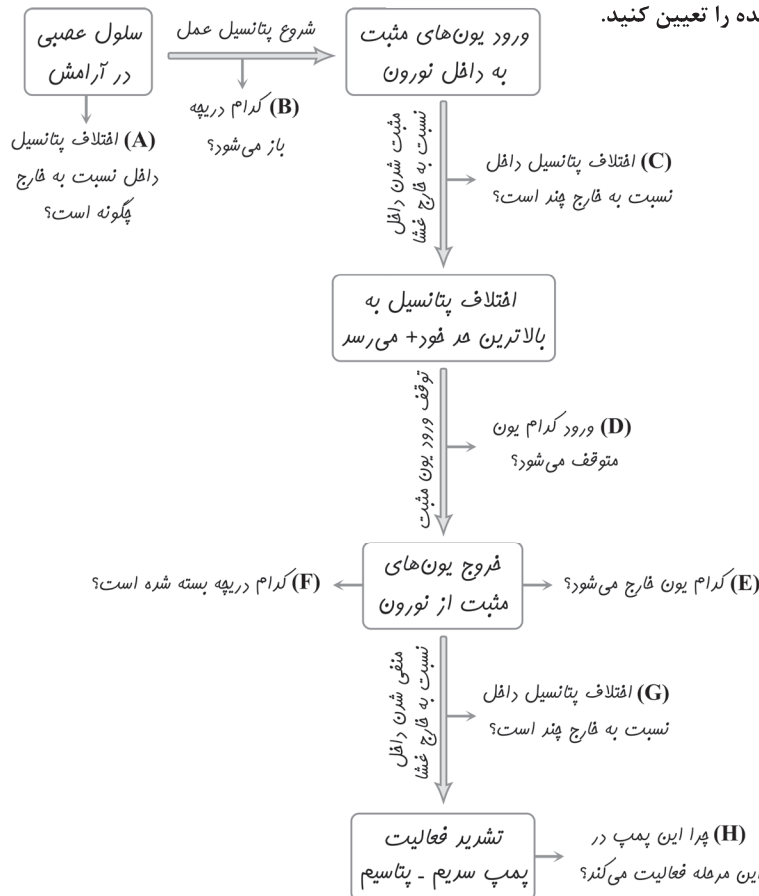 ده را تعیین کنید.
سلول عصبی
در آرامش
شروع پتانسیل عمل
ورود یون‌های مثبت
به داخل نورون
(A) اختلاف پتانسیل
داخل نسبت به خارج
چگونه است؟
(B) کدام دریچه
باز می‌شود؟
مثبت شدن داخل
نسبت به خارج غشا
(C) اختلاف پتانسیل داخل
نسبت به خارج چند است؟
اختلاف پتانسیل به
بالاترین حد خود+ می‌رسد
توقف ورود یون مثبت
(D) ورود کدام یون
متوقف می‌شود؟
خروج یون‌های
مثبت از نورون
(E) کدام یون خارج می‌شود؟
(F) کدام دریچه بسته شده است؟
منفی شدن داخل
نسبت به خارج غشا
(G) اختلاف پتانسیل داخل
نسبت به خارج چند است؟
تشدید فعالیت
پمپ سدیم ـ پتاسیم
(H) چرا این پمپ در
این مرحله فعالیت می‌کند؟